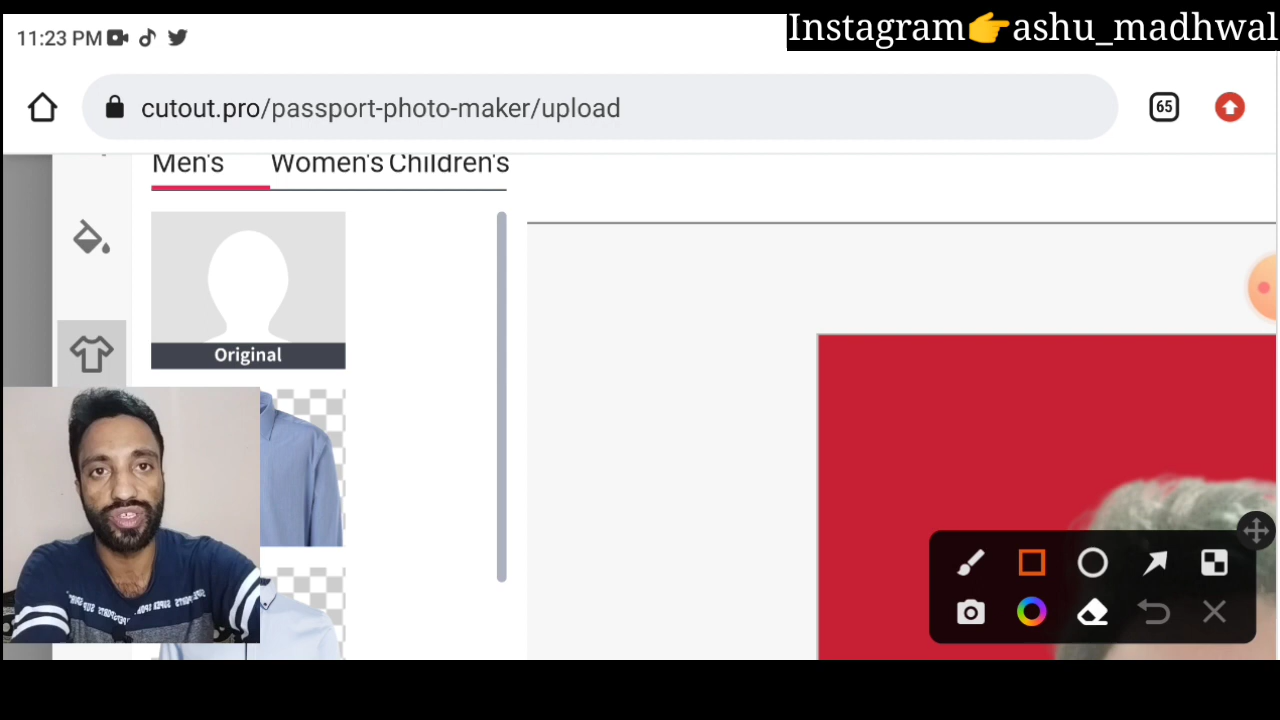 Instagram👉ashu_madhwal
11:23 PM
cutout.pro/passport-photo-maker/upload
65
Men's Women's Children's
Original